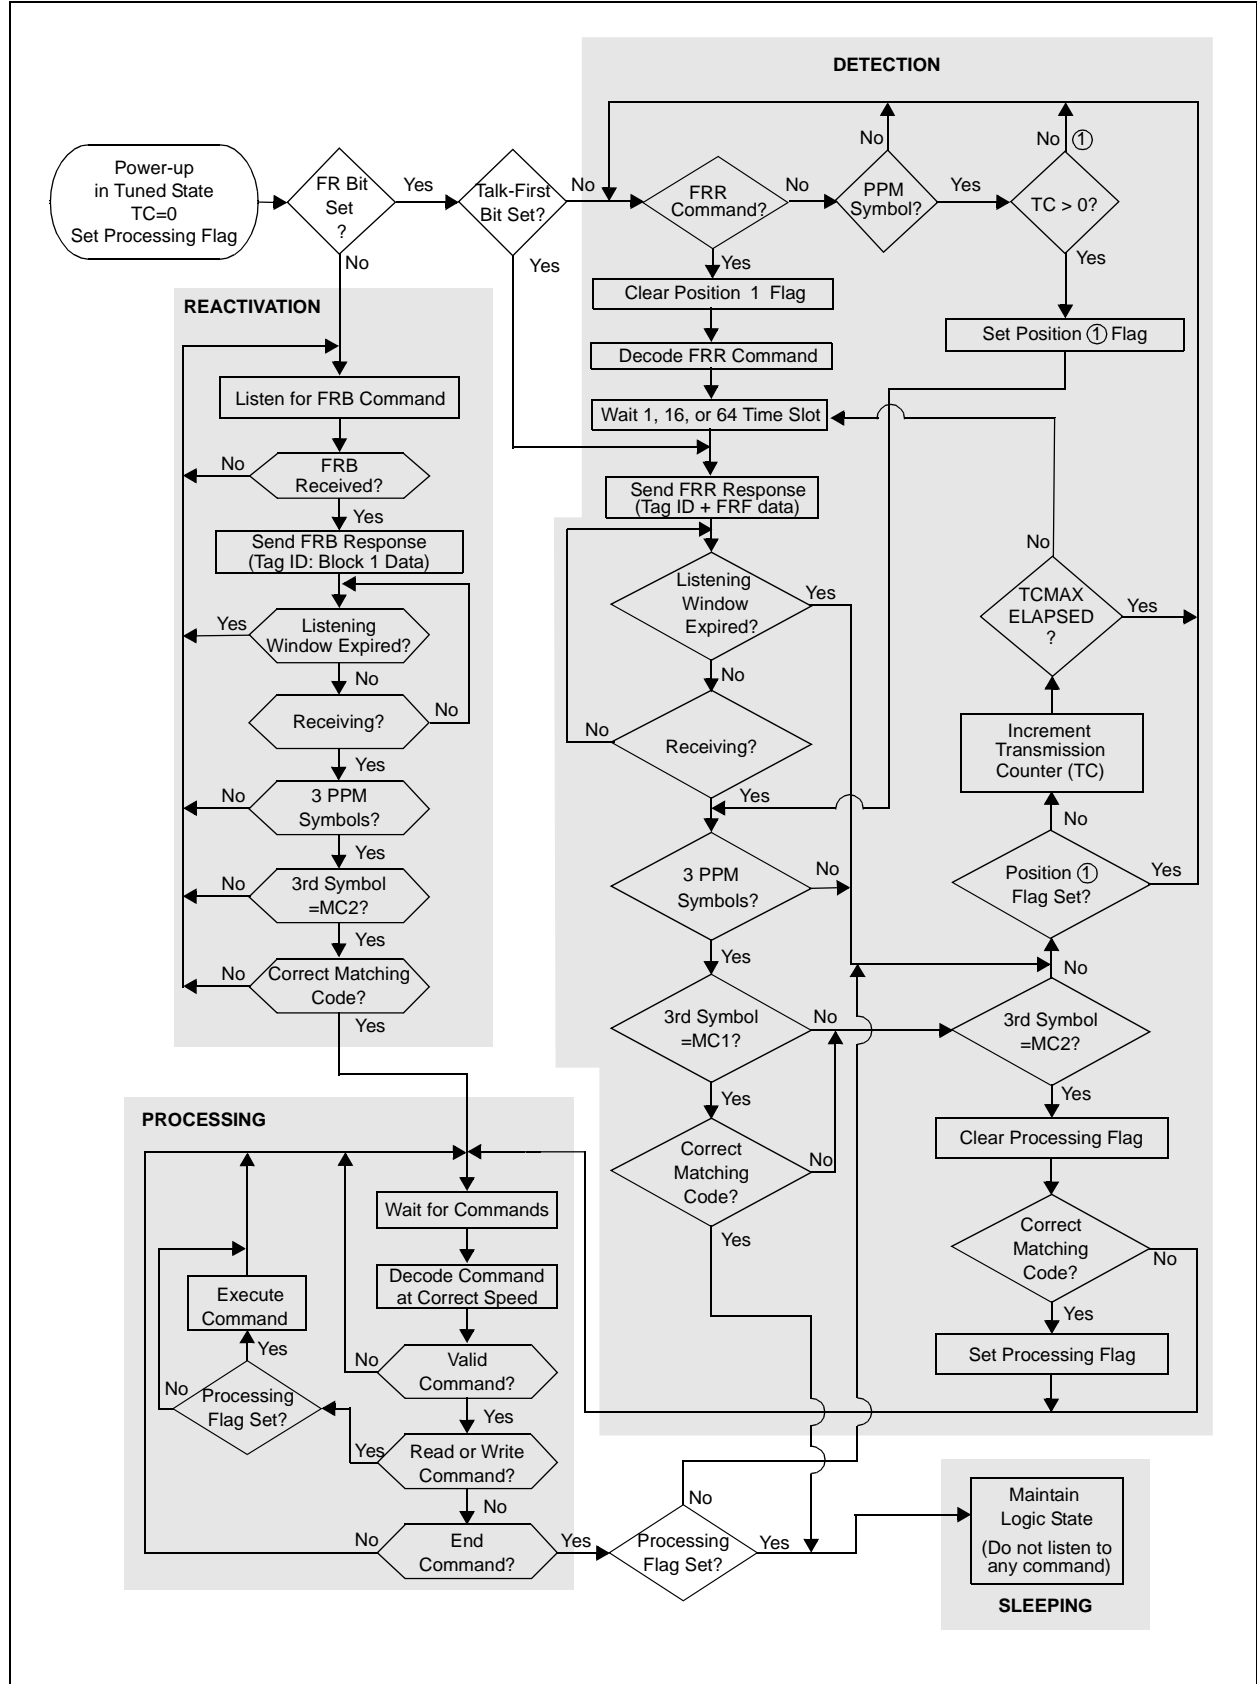 DETECTION
Power-up
in Tuned State
TC=0
Set Processing Flag
FR Bit
Set
?
Yes
No
Talk-First
Bit Set?
No
Yes
FRR
Command?
No
Yes
PPM
Symbol?
No
Yes
TC > 0?
No ①
Yes
Clear Position 1 Flag
Set Position ① Flag
Decode FRR Command
Wait 1, 16, or 64 Time Slot
Send FRR Response
(Tag ID + FRF data)
Listening
Window
Expired?
Yes
No
Receiving?
No
Yes
3 PPM
Symbols?
No
Yes
3rd Symbol
=MC1?
No
Yes
Correct
Matching
Code?
No
Yes
TCMAX
ELAPSED
?
No
Yes
Increment
Transmission
Counter (TC)
No
Position ①
Flag Set?
Yes
No
3rd Symbol
=MC2?
Yes
Clear Processing Flag
Correct
Matching
Code?
No
Yes
Set Processing Flag
REACTIVATION
Listen for FRB Command
FRB
Received?
No
Yes
Send FRB Response
(Tag ID: Block 1 Data)
Listening
Window Expired?
Yes
No
Receiving?
No
Yes
3 PPM
Symbols?
No
Yes
3rd Symbol
=MC2?
No
Yes
Correct Matching
Code?
No
Yes
PROCESSING
Wait for Commands
Decode Command
at Correct Speed
Valid
Command?
No
Yes
Read or Write
Command?
Yes
No
Execute
Command
Yes
Processing
Flag Set?
No
End
Command?
No
Yes
Processing
Flag Set?
No
Yes
Maintain
Logic State
(Do not listen to
any command)
SLEEPING